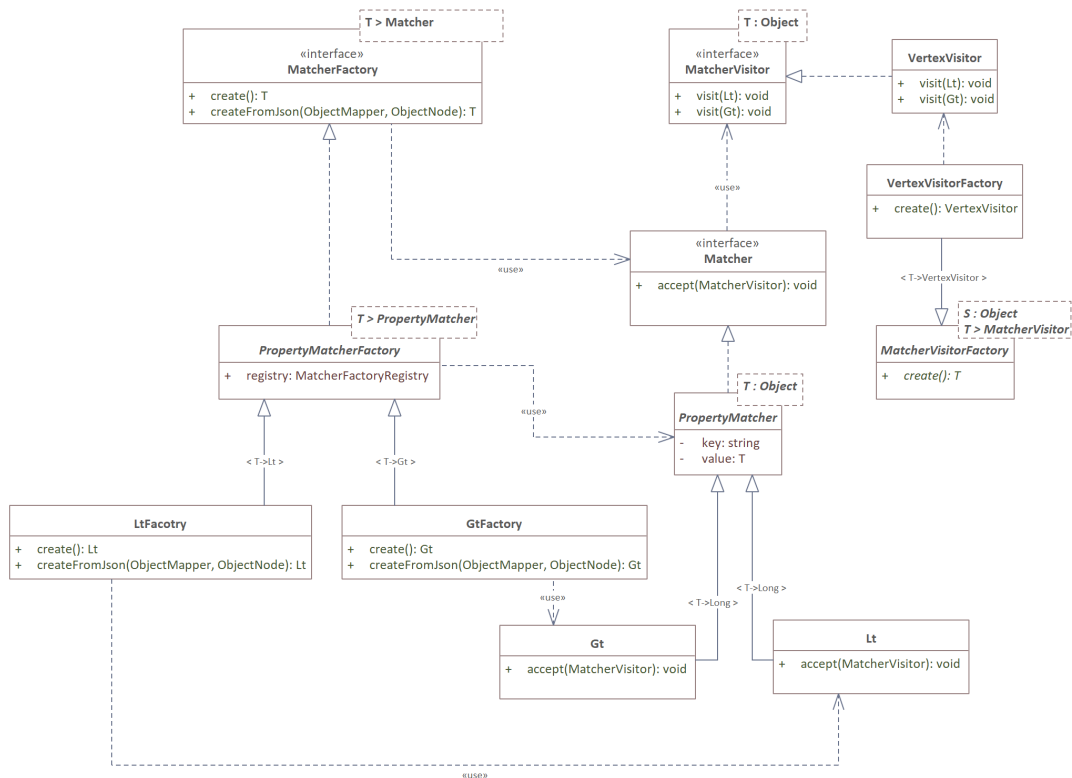 T > Matcher
«interface»
MatcherFactory
+ create(): T
+ createFromJson(ObjectMapper, ObjectNode): T
T : Object
«interface»
MatcherVisitor
+ visit(Lt): void
+ visit(Gt): void
VertexVisitor
+ visit(Lt): void
+ visit(Gt): void
VertexVisitorFactory
+ create(): VertexVisitor
«use»
«interface»
Matcher
+ accept(MatcherVisitor): void
«use»
< T->VertexVisitor >
S : Object
T > MatcherVisitor
MatcherVisitorFactory
+ create(): T
T > PropertyMatcher
PropertyMatcherFactory
+ registry: MatcherFactoryRegistry
T : Object
PropertyMatcher
- key: string
- value: T
«use»
< T->Lt >
< T->Gt >
LtFacotry
+ create(): Lt
+ createFromJson(ObjectMapper, ObjectNode): Lt
GtFactory
+ create(): Gt
+ createFromJson(ObjectMapper, ObjectNode): Gt
«use»
< T->Long >
< T->Long >
Gt
+ accept(MatcherVisitor): void
Lt
+ accept(MatcherVisitor): void
«use»